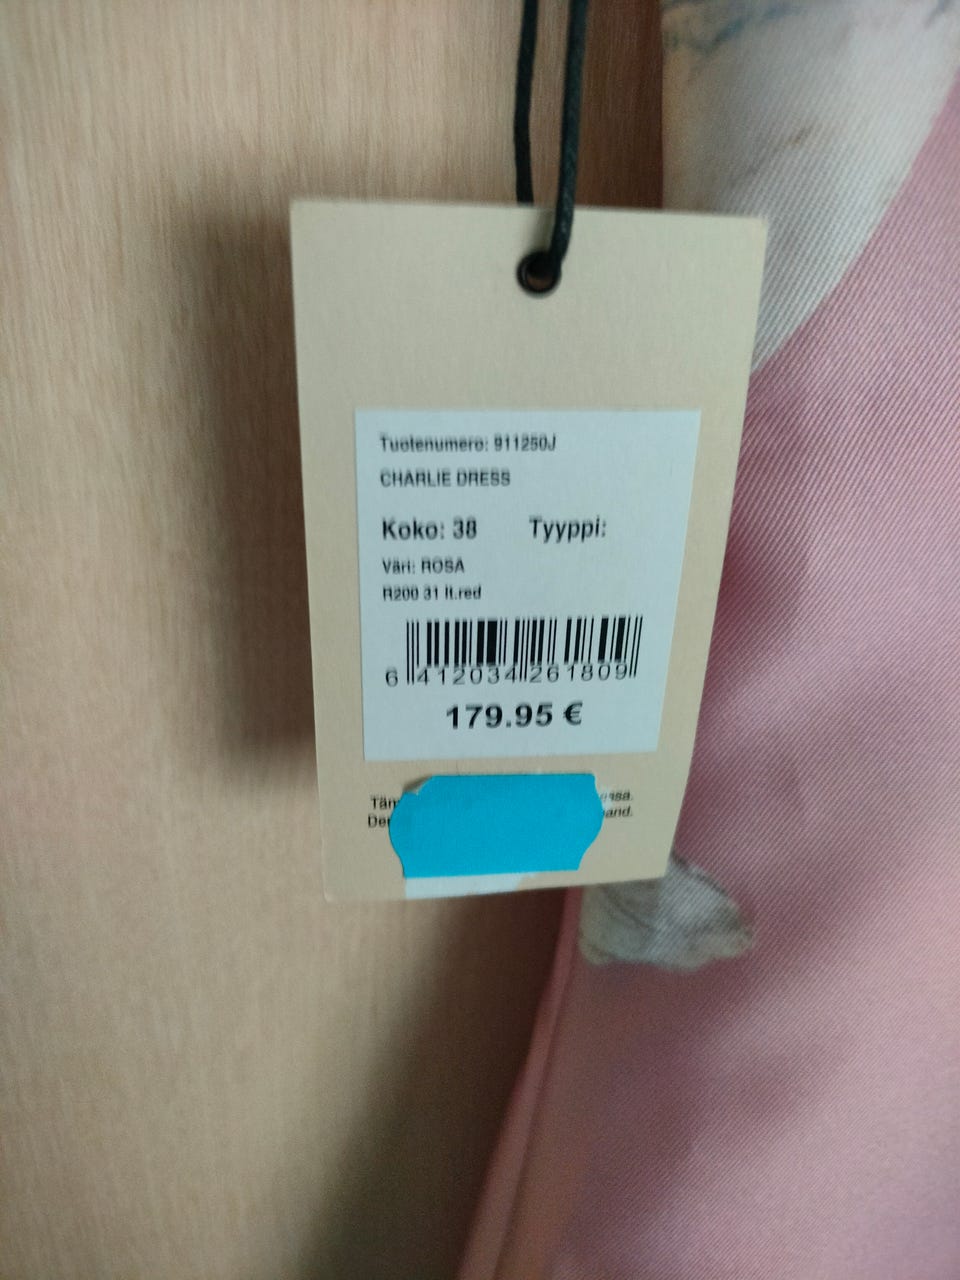 Tuotenumero: 911250J
CHARLIE DRESS
Koko: 38 Tyyppi:
Väri: ROSA
R200 31 lt.red
6 412034 261809
179.95 €